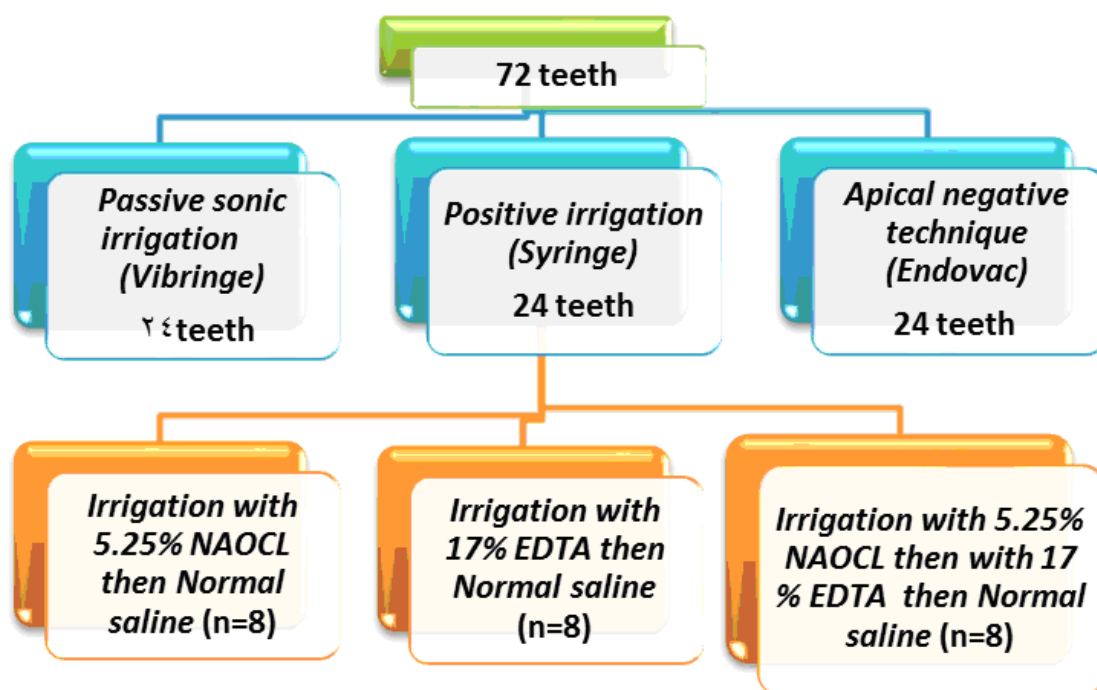 72 teeth
Passive sonic
irrigation
(Vibringe)
٢٤ teeth
Positive irrigation
(Syringe)
24 teeth
Apical negative
technique
(Endovac)
24 teeth
Irrigation with
5.25% NAOCL
then Normal
saline (n=8)
Irrigation with
17% EDTA then
Normal saline
(n=8)
Irrigation with 5.25%
NAOCL then with 17
% EDTA then Normal
saline (n=8)